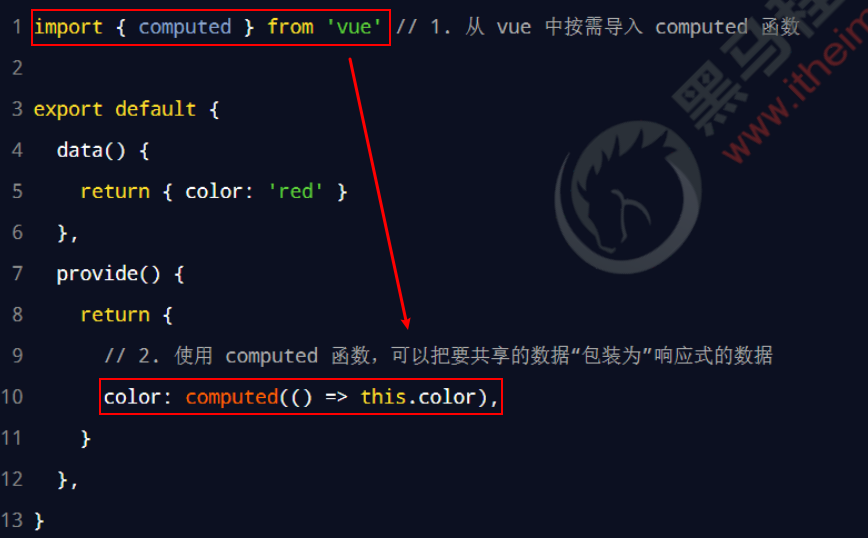 1 import { computed } from 'vue' // 1. 从 vue 中按需导入 computed 函数
2
3 export default {
4 data() {
5 return { color: 'red' }
6 },
7 provide() {
8 return {
9 // 2. 使用 computed 函数，可以把要共享的数据“包装为”响应式的数据
10 color: computed(() => this.color),
11 }
12 },
13 }
黑马
www.itheim